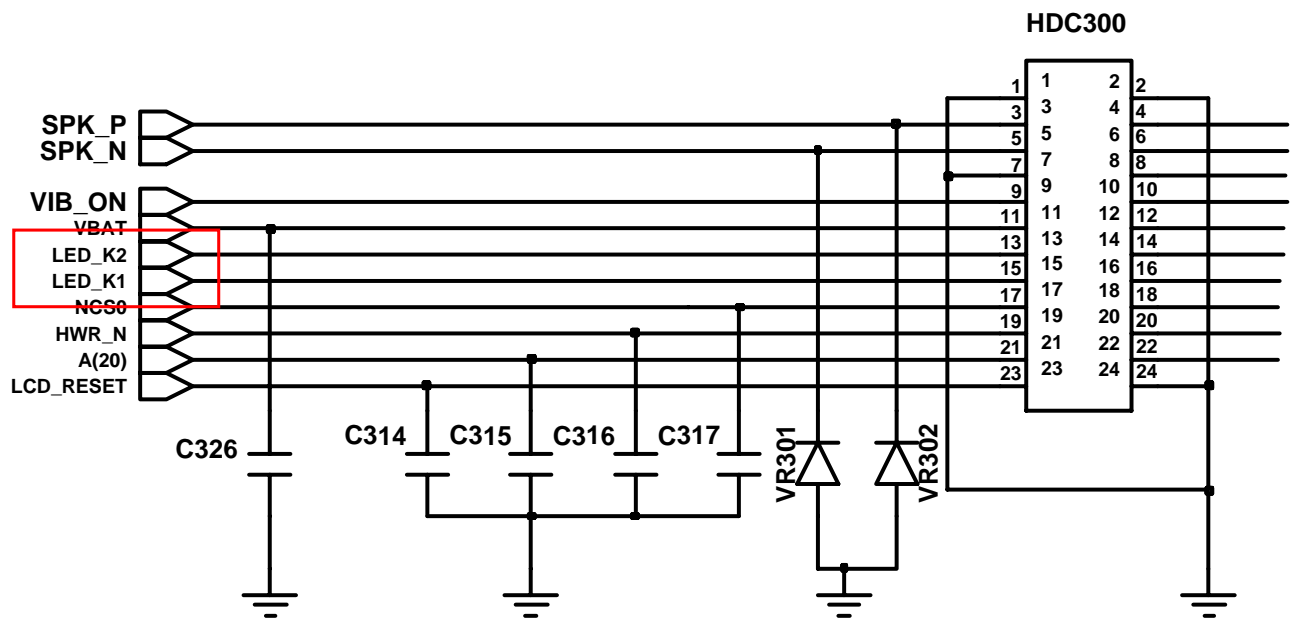 HDC300
1 1 2 2
3 3 4 4
SPK_P
5 5 6 6
SPK_N
7 7 8 8
9 9 10 10
VIB_ON
11 11 12 12
VBAT
13 13 14 14
LED_K2
15 15 16 16
LED_K1
17 17 18 18
NCS0
19 19 20 20
HWR_N
21 21 22 22
A(20)
23 23 24 24
LCD_RESET
C326
C314
C315
C316
C317
VR301
VR302